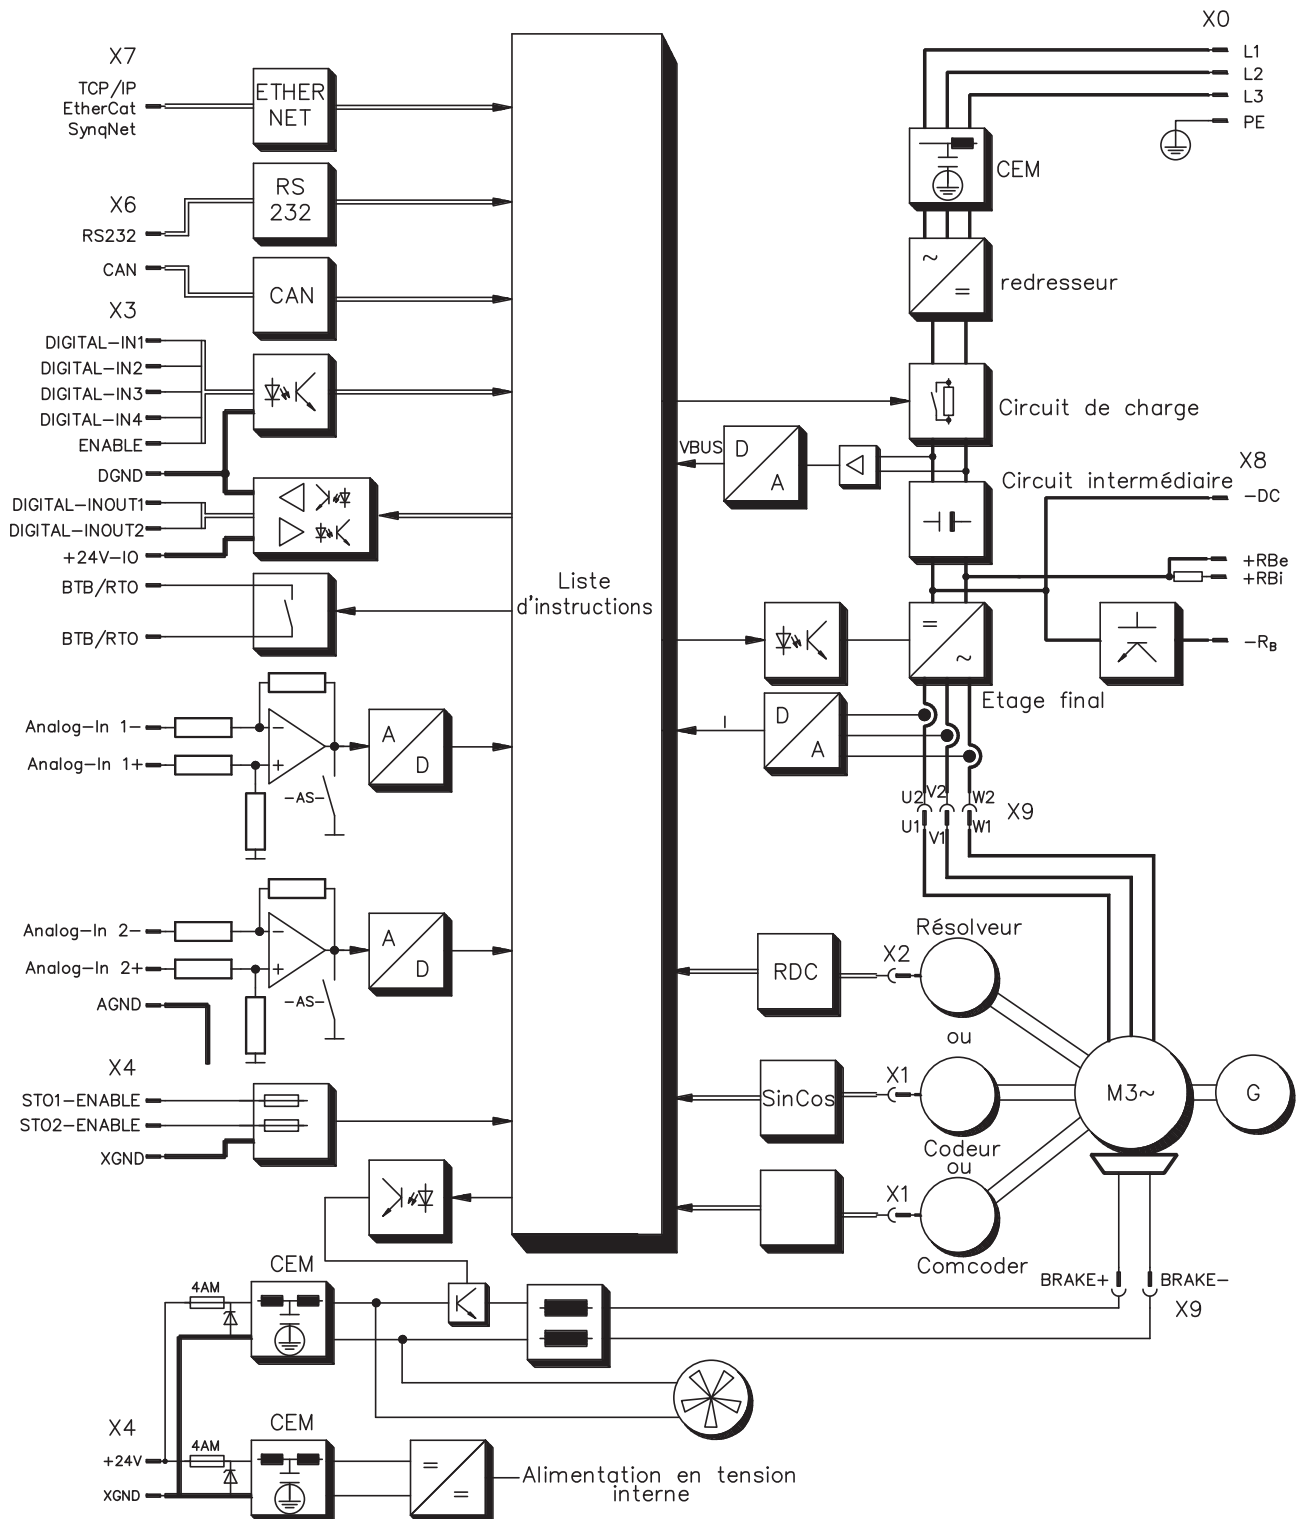 X7
TCP/IP
EtherCat
SynqNet
ETHER
NET
X6
RS232
RS
232
CAN
CAN
X3
DIGITAL-IN1
DIGITAL-IN2
DIGITAL-IN3
DIGITAL-IN4
ENABLE
DGND
DIGITAL-INOUT1
DIGITAL-INOUT2
+24V-IO
BTB/RTO
BTB/RTO
Analog-In 1-
Analog-In 1+
-
+
-AS-
A
D
Analog-In 2-
Analog-In 2+
-
+
-AS-
A
D
AGND
X4
STO1-ENABLE
STO2-ENABLE
XGND
Liste
d'instructions
X0
L1
L2
L3
PE
CEM
~
=
redresseur
Circuit de charge
VBUS
D
A
Circuit intermédiaire
X8
-DC
+RBe
+RBi
-RB
=
~
Etage final
I
D
A
U2
V2
W2
X9
U1
V1
W1
Résolveur
RDC
X2
ou
SinCos
X1
M3~
G
Codeur
ou
X1
Comcoder
BRAKE+
BRAKE-
X9
CEM
4AM
X4
+24V
XGND
4AM
CEM
=
=
Alimentation en tension
interne